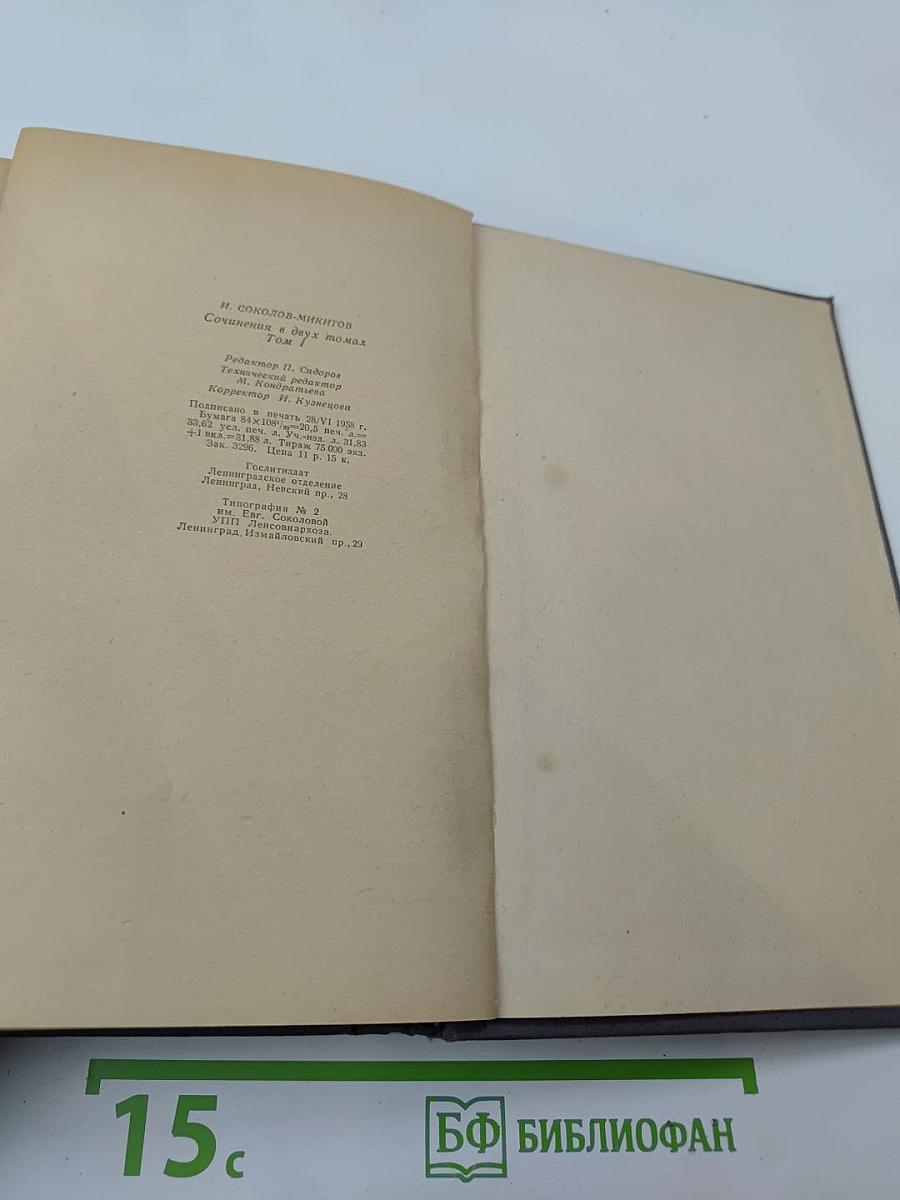 И. СОКОЛОВ-МИКИТОВ
Сочинения в двух томах
Том I
Редактор П. Сидоров
Технический редактор
М. Кондратьева
Корректор И. Кузнецова
Подписано в печать 28/VI 1958 г.
Бумага 84×108¹/₃₂=20,5 печ. л.=
33,62 усл. печ. л. Уч.-изд. л. 31,83
+1 вкл.=31,88 л. Тираж 75 000 экз.
Зак. 3296. Цена 11 р. 15 к.
Гослитиздат
Ленинградское отделение
Ленинград, Невский пр., 28
Типография № 2
им. Евг. Соколовой
УПП Ленсовнархоза.
Ленинград, Измайловский пр., 29
15 с
БФ БИБЛИОФАН